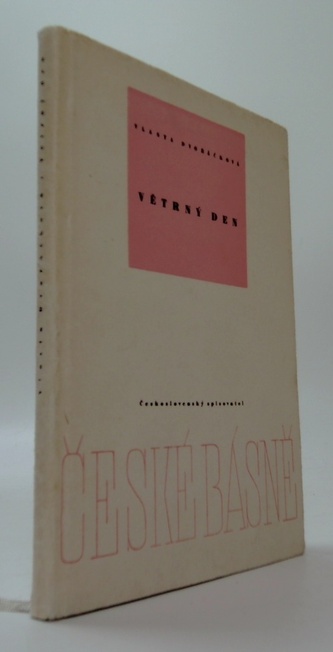 VLASTA DVOŘÁČKOVÁ
VĚTRNÝ DEN
Československý spisovatel
ČESKÉ BÁSNĚ